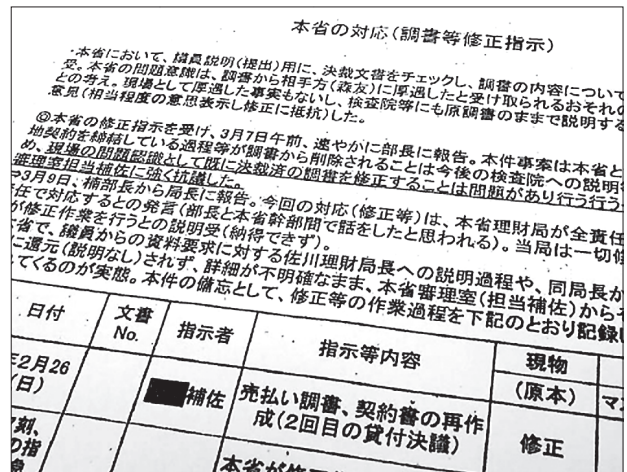 本省の対応(調書等修正指示)
・本省において、議員説明(提出)用に、決裁文書をチェックし、調書の内容について
受。本省の問題意識は、調書から相手方(森友)に厚遇したと受け取られるおそれの
との考え。現場として厚遇した事実もないし、検査院等にも原調書のままで説明する
意見(相当程度の意思表示し修正に抵抗)した。
◎本省の修正指示を受け、3月7日午前、速やかに部長に報告。本件事案は本省と
地契約を締結している過程等が調書から削除されることは今後の検査院への説明等
め、現場の問題認識として既に決裁済の調書を修正することは問題があり行う行う
審理室担当補佐に強く抗議した。
⇒3月9日、楠部長から局長に報告。今回の対応(修正等)は、本省理財局が全責任
任で対応するとの発言(部長と本省幹部間で話をしたと思われる)。当局は一切修
が修正作業を行うとの説明受(納得できず)。
省で、議員からの資料要求に対する佐川理財局長への説明過程や、同局長か
に還元(説明なし)されず、詳細が不明確なまま、本省審理室(担当補佐)からそ
てくるのが実態。本件の備忘として、修正等の作業過程を下記のとおり記録し
日付 文書No. 指示者 指示等内容 現物
(原本) マ
年2月26
(日)
補佐 売払い調書、契約書の再作
成(2回目の貸付決議) 修正
刻、
の指
本省が修正